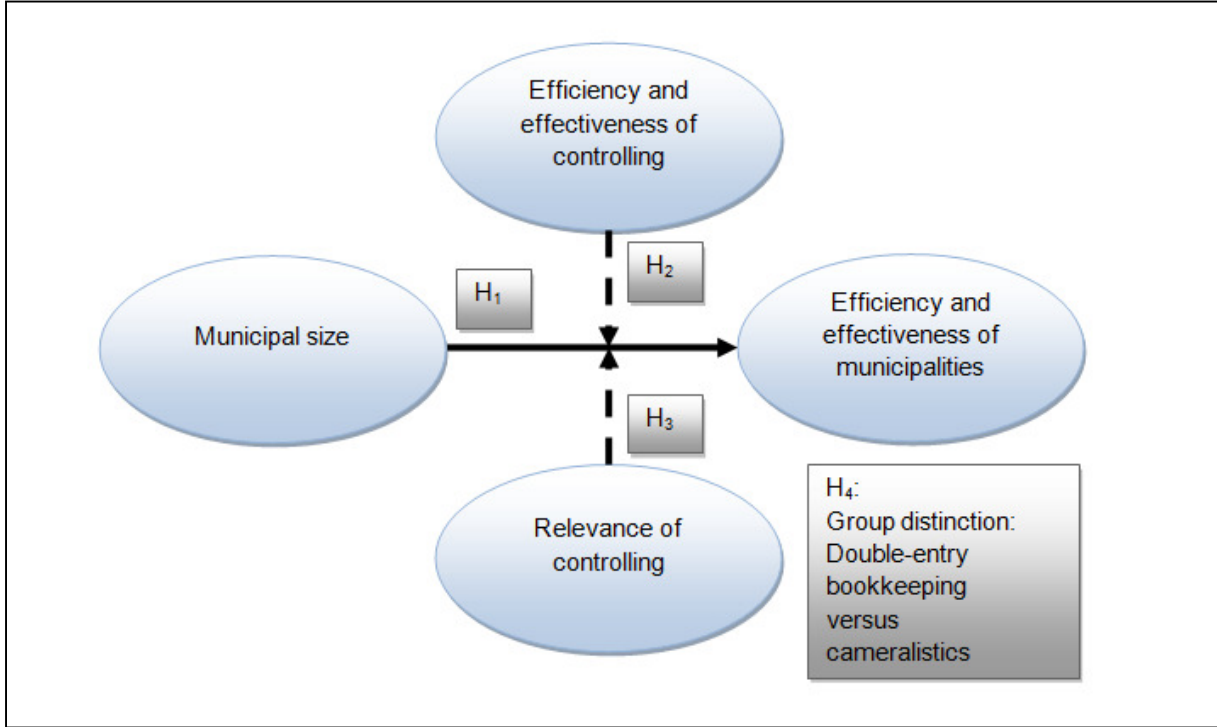 Efficiency and
effectiveness of
controlling
H₂
H₁
Municipal size
Efficiency and
effectiveness of
municipalities
H₃
Relevance of
controlling
H₄:
Group distinction:
Double-entry
bookkeeping
versus
cameralistics